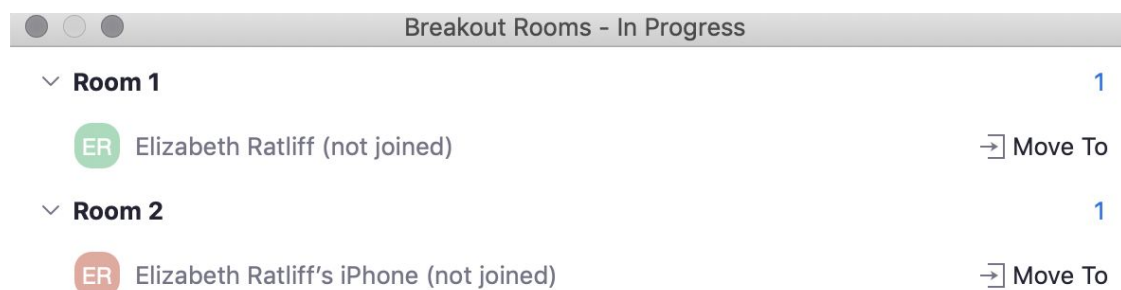 Breakout Rooms - In Progress
Room 1 1
ER Elizabeth Ratliff (not joined) Move To
Room 2 1
ER Elizabeth Ratliff’s iPhone (not joined) Move To